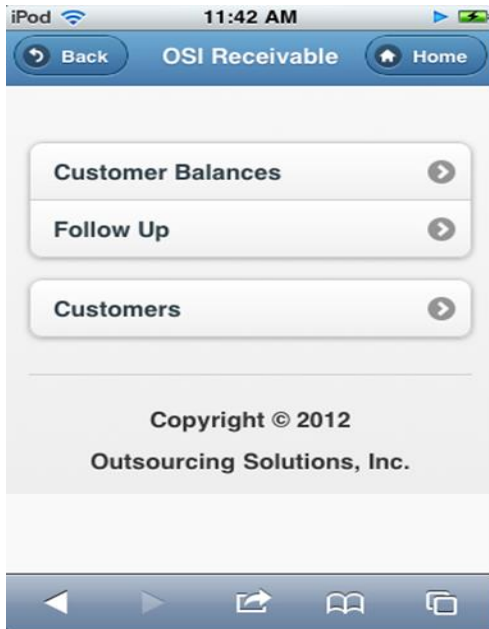 iPod 11:42 AM
Back OSI Receivable Home
Customer Balances
Follow Up
Customers
Copyright © 2012
Outsourcing Solutions, Inc.